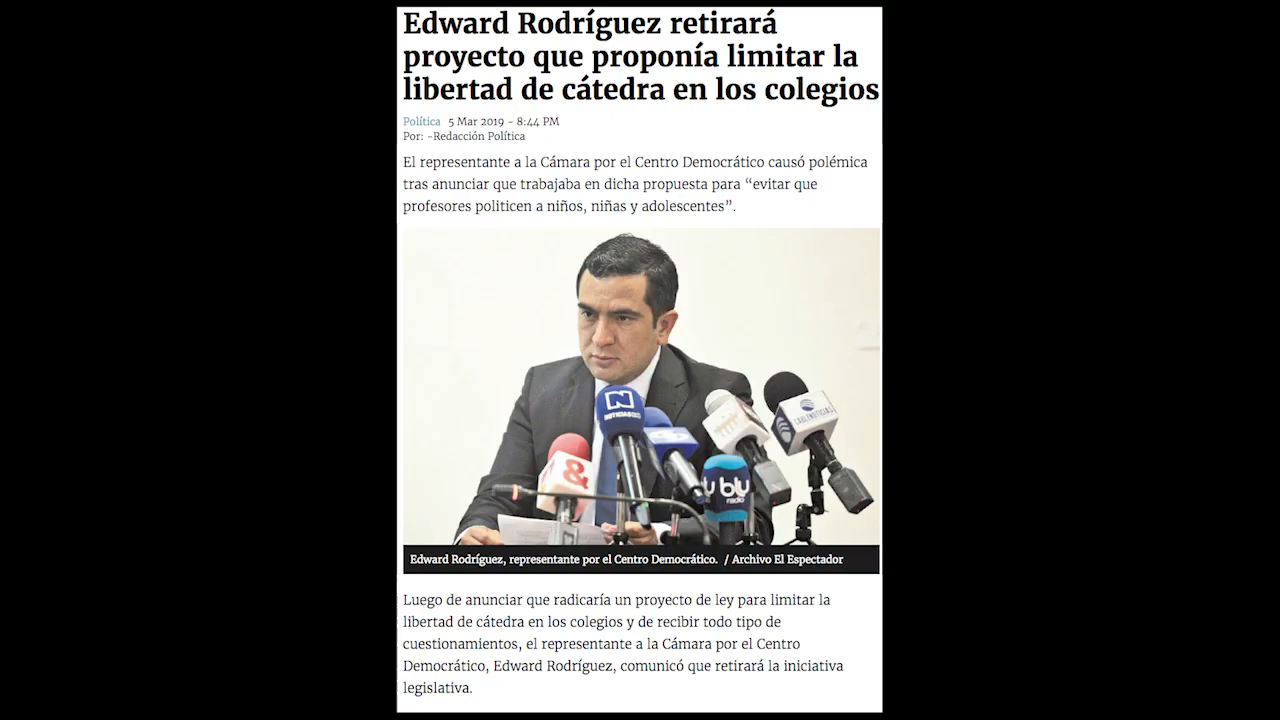 Edward Rodríguez retirará
proyecto que proponía limitar la
libertad de cátedra en los colegios
Política 5 Mar 2019 - 8:44 PM
Por: -Redacción Política
El representante a la Cámara por el Centro Democrático causó polémica
tras anunciar que trabajaba en dicha propuesta para “evitar que
profesores politicen a niños, niñas y adolescentes”.
N
NOTICIAS
&
blu
radio
CABLENOTICIAS
Edward Rodríguez, representante por el Centro Democrático. / Archivo El Espectador
Luego de anunciar que radicaría un proyecto de ley para limitar la
libertad de cátedra en los colegios y de recibir todo tipo de
cuestionamientos, el representante a la Cámara por el Centro
Democrático, Edward Rodríguez, comunicó que retirará la iniciativa
legislativa.